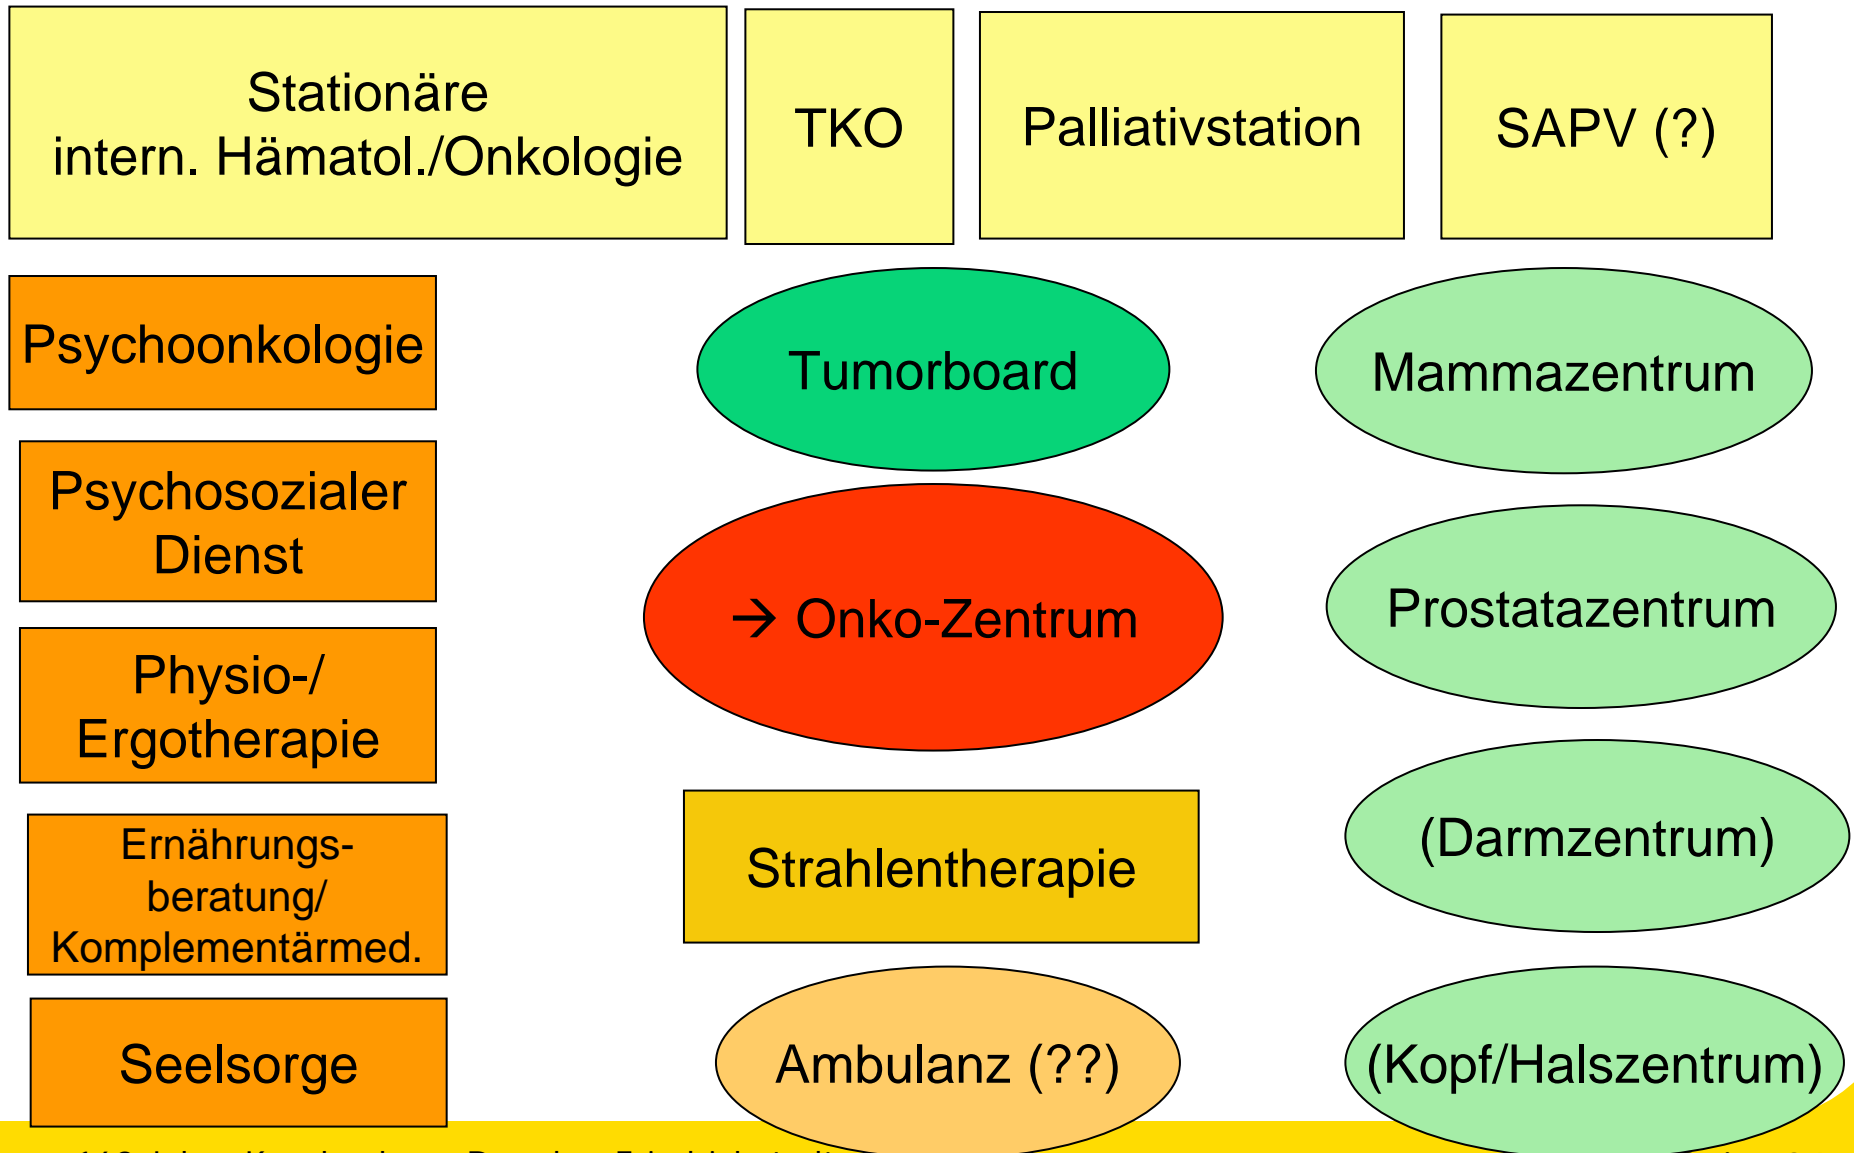 Stationäre
intern. Hämatol./Onkologie
TKO
Palliativstation
SAPV (?)
Psychoonkologie
Tumorboard
Mammazentrum
Psychosozialer
Dienst
→ Onko-Zentrum
Prostatazentrum
Physio-/
Ergotherapie
Strahlentherapie
(Darmzentrum)
Ernährungs-
beratung/
Komplementärmed.
Seelsorge
Ambulanz (??)
(Kopf/Halszentrum)